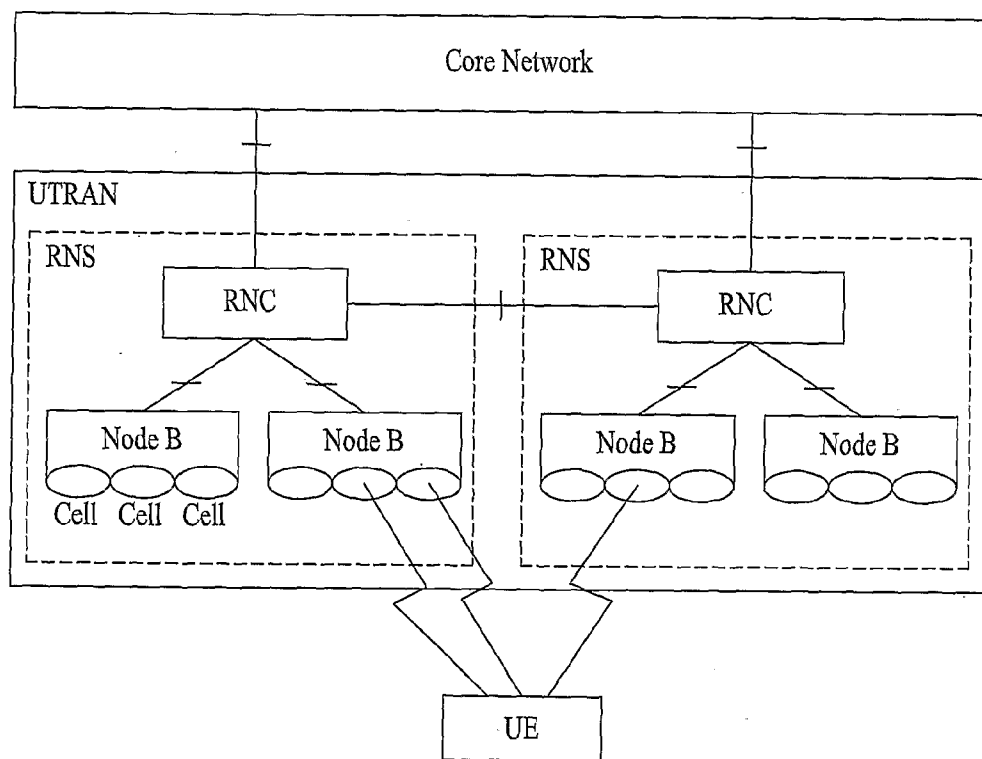 Core Network
UTRAN
RNS
RNS
RNC
RNC
Node B
Node B
Node B
Node B
Cell
Cell
Cell
UE